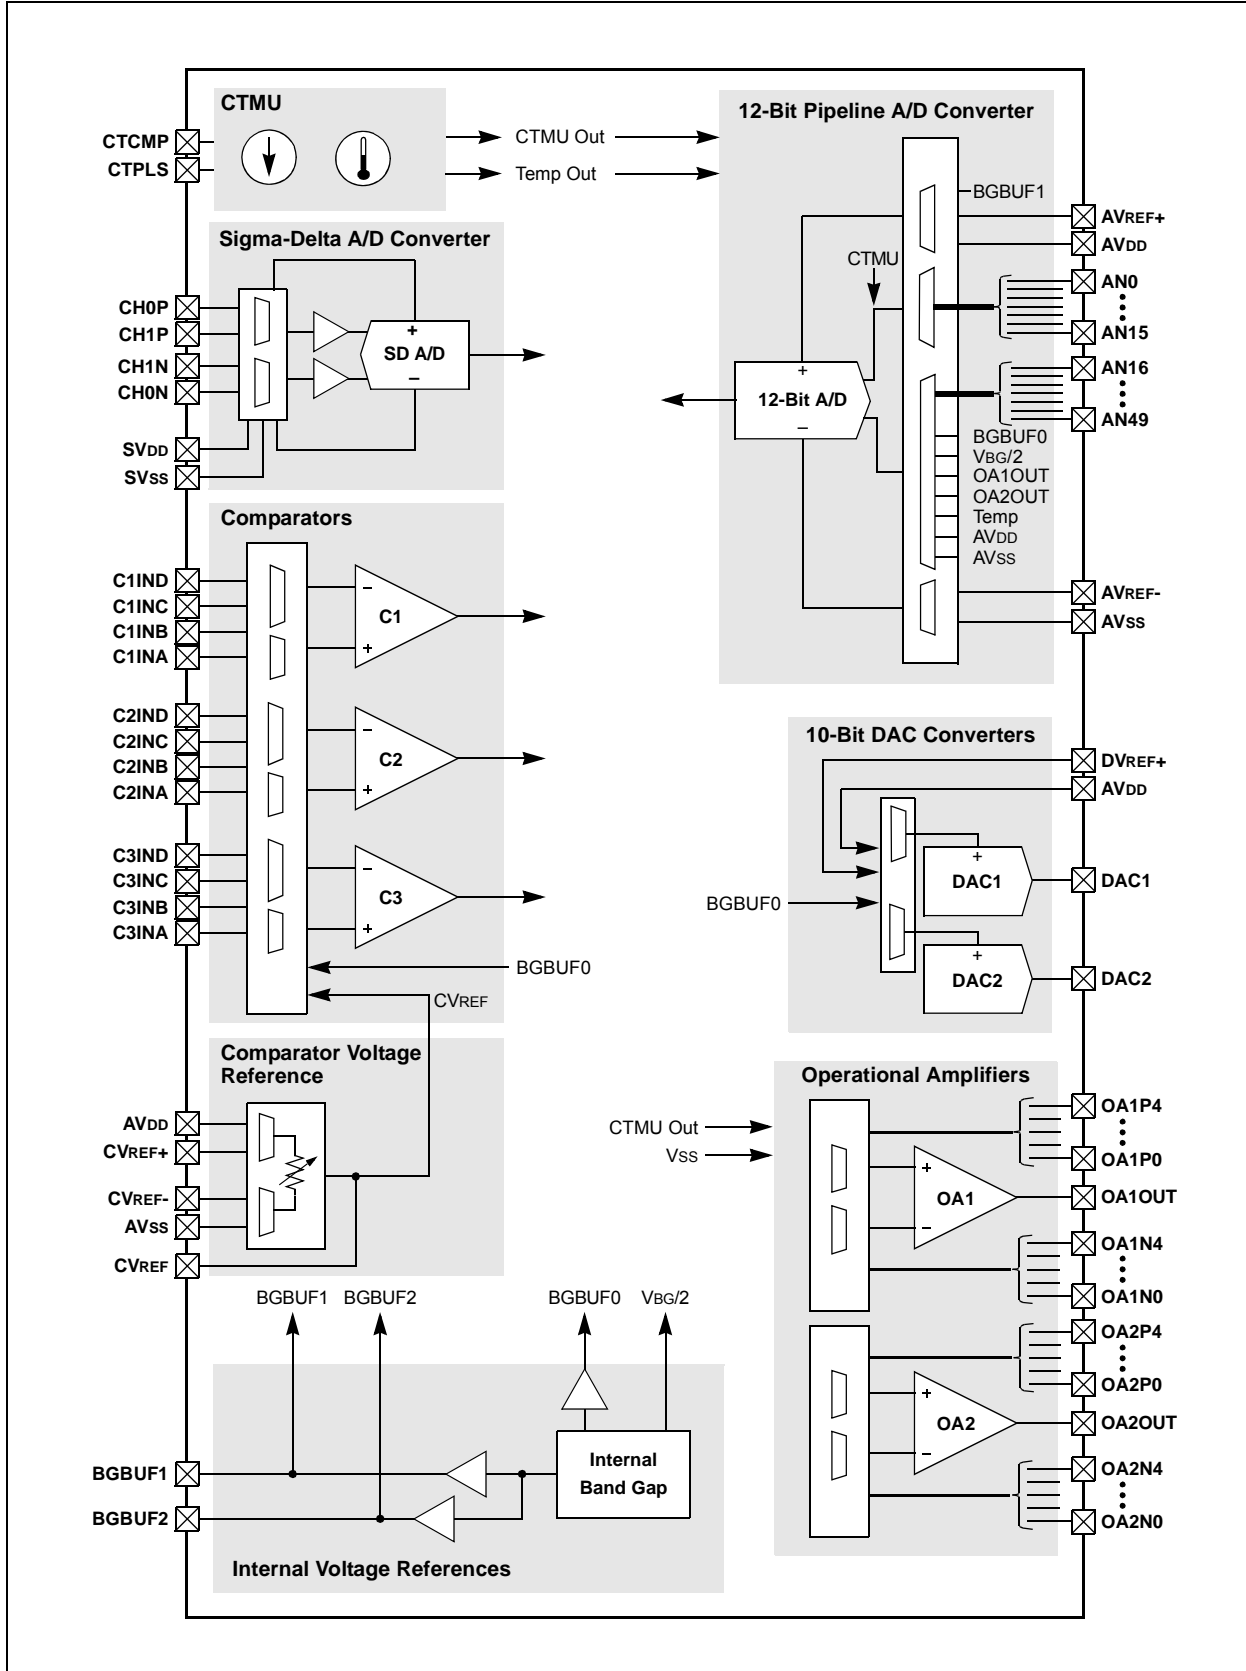 CTMU
CTCMP
CTPLS
CTMU Out
Temp Out
12-Bit Pipeline A/D Converter
BGBUF1
AVREF+
AVDD
CTMU
AN0
AN15
AN16
AN49
+
12-Bit A/D
–
BGBUF0
VBG/2
OA1OUT
OA2OUT
Temp
AVDD
AVSS
AVREF-
AVSS
Sigma-Delta A/D Converter
CH0P
CH1P
CH1N
CH0N
SVDD
SVSS
+
SD A/D
–
Comparators
C1IND
C1INC
C1INB
C1INA
–
C1
+
C2IND
C2INC
C2INB
C2INA
–
C2
+
C3IND
C3INC
C3INB
C3INA
–
C3
+
BGBUF0
CVREF
10-Bit DAC Converters
DVREF+
AVDD
+
DAC1
DAC1
BGBUF0
+
DAC2
DAC2
Comparator Voltage
Reference
AVDD
CVREF+
CVREF-
AVSS
CVREF
Operational Amplifiers
CTMU Out
VSS
OA1P4
OA1P0
+
OA1
–
OA1OUT
OA1N4
OA1N0
OA2P4
OA2P0
+
OA2
–
OA2OUT
OA2N4
OA2N0
BGBUF1
BGBUF2
BGBUF0
VBG/2
Internal
Band Gap
BGBUF1
BGBUF2
Internal Voltage References